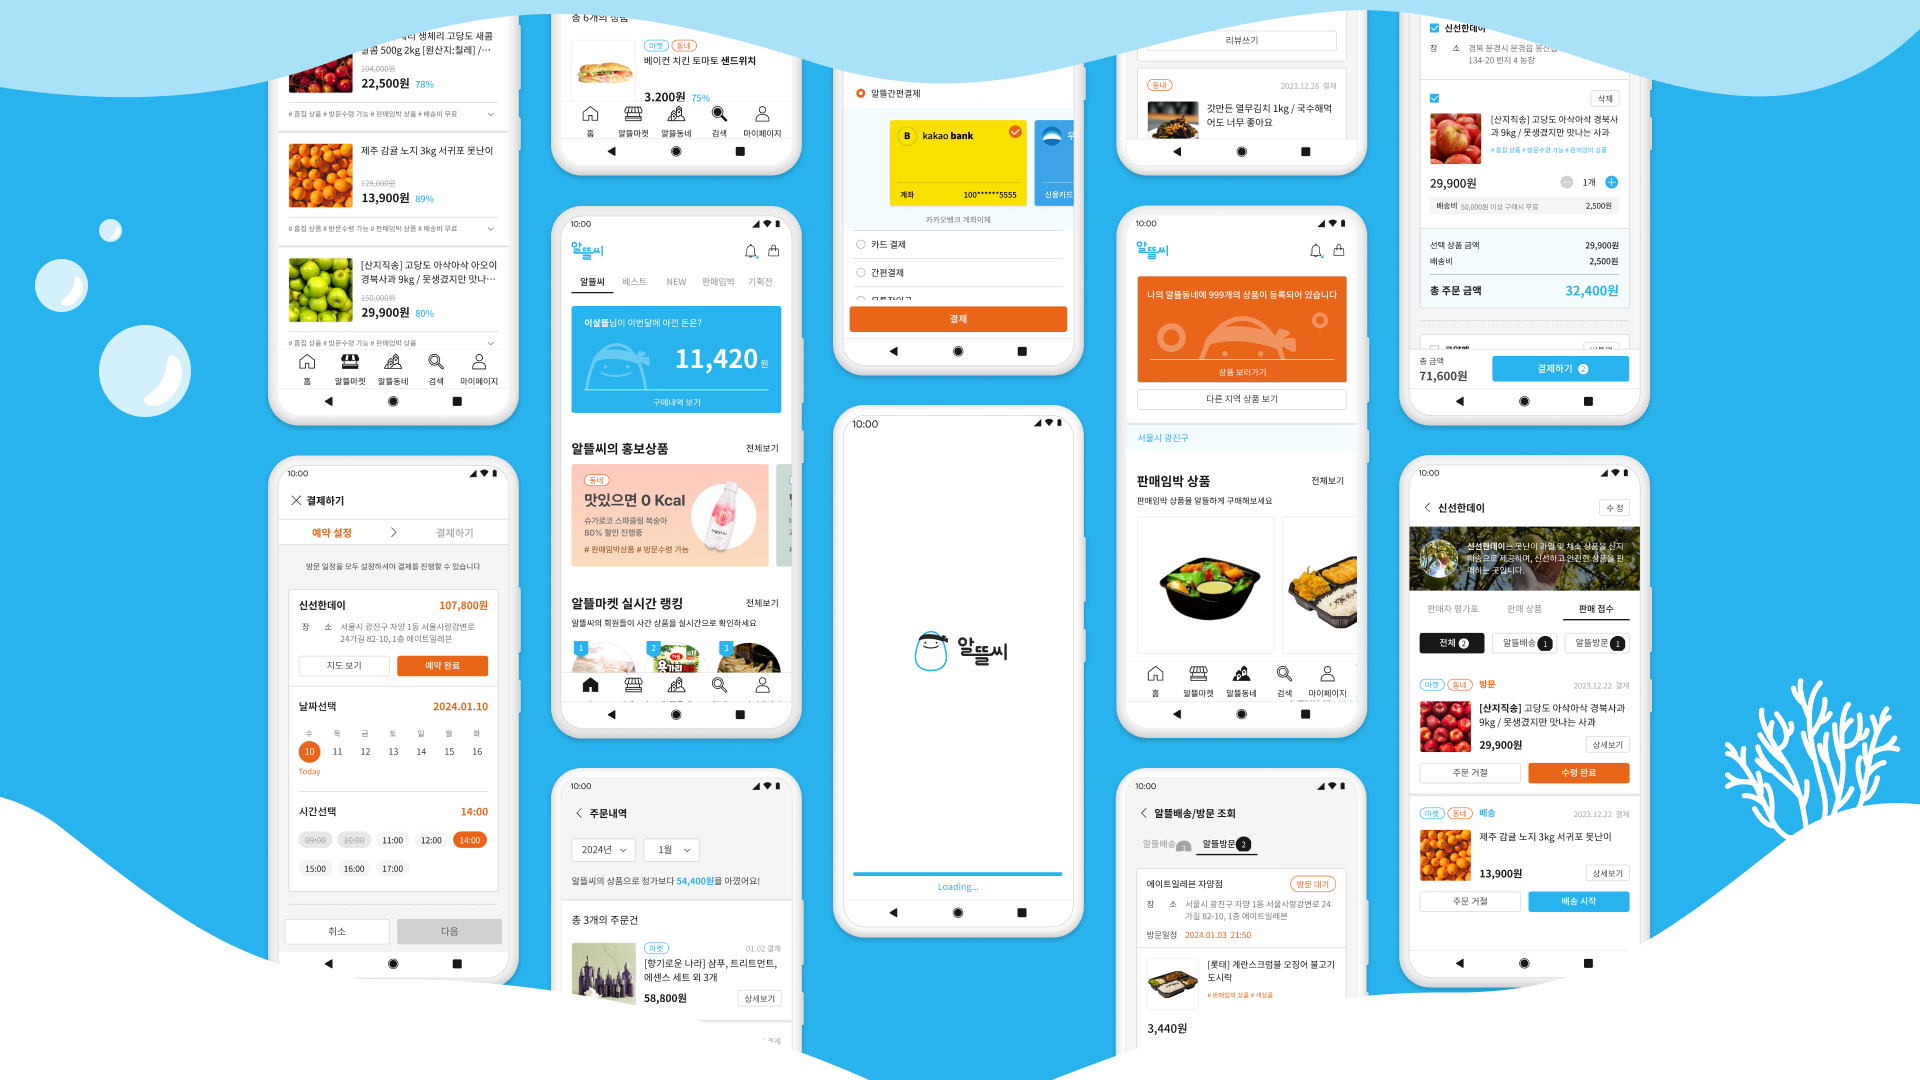 생체리 고당도 새콤
달콤 500g 2kg [원산지:칠레] /…
104,000원
22,500원 78%
# 흠집 상품 # 방문수령 가능 # 판매임박 상품 # 배송비 무료
제주 감귤 노지 3kg 서귀포 못난이
129,000원
13,900원 89%
# 흠집 상품 # 방문수령 가능 # 판매임박 상품 # 배송비 무료
[산지직송] 고당도 아삭아삭 아오이
경북사과 9kg / 못생겼지만 맛나…
150,000원
29,900원 80%
# 흠집 상품 # 방문수령 가능 # 판매임박 상품
홈 알뜰마켓 알뜰동네 검색 마이페이지
10:00
결제하기
예약 설정 결제하기
방문 일정을 모두 설정하셔야 결제를 진행할 수 있습니다
신선한데이 107,800원
장 소 서울시 광진구 자양 1동 서울사랑강변로
24가길 82-10, 1층 에이트일레븐
지도 보기 예약 완료
날짜선택 2024.01.10
수 목 금 토 일 월 화
10 11 12 13 14 15 16
Today
시간선택 14:00
09:00 10:00 11:00 12:00 14:00
15:00 16:00 17:00
취소 다음
총 6개의 상품
마켓 동네
베이컨 치킨 토마토 샌드위치
3,200원 75%
홈 알뜰마켓 알뜰동네 검색 마이페이지
10:00
알뜰씨
알뜰씨 베스트 NEW 판매임박 기획전
이살뜰님이 이번달에 아낀 돈은?
11,420 원
구매내역 보기
알뜰씨의 홍보상품 전체보기
동네
맛있으면 0 Kcal
슈가로코 스파클링 복숭아
80% 할인 진행중
# 판매임박상품 # 방문수령 가능
알뜰마켓 실시간 랭킹 전체보기
알뜰씨의 회원들이 사간 상품을 실시간으로 확인하세요
1 2 3
10:00
주문내역
2024년 1월
알뜰씨의 상품으로 정가보다 54,400원을 아꼈어요!
총 3개의 주문건
마켓 01.02 결제
[향기로운 나라] 샴푸, 트리트먼트,
에센스 세트 외 3개
58,800원 상세보기
알뜰간편결제
B kakao bank
계좌 100******5555
신용카드
카카오뱅크 계좌이체
카드 결제
간편결제
결제
10:00
알뜰씨
Loading...
리뷰쓰기
동네 2023.12.28 결제
갓만든 열무김치 1kg / 국수해먹
어도 너무 좋아요
10:00
알뜰씨
나의 알뜰동네에 999개의 상품이 등록되어 있습니다
상품 보러가기
다른 지역 상품 보기
서울시 광진구
판매임박 상품 전체보기
판매임박 상품을 알뜰하게 구매해보세요
홈 알뜰마켓 알뜰동네 검색 마이페이지
10:00
알뜰배송/방문 조회
알뜰배송 3 알뜰방문 2
에이트일레븐 자양점 방문 대기
장 소 서울시 광진구 자양 1동 서울사랑강변로 24
가길 82-10, 1층 에이트일레븐
방문일정 2024.01.03 21:50
[롯태] 계란스크럼블 오징어 불고기
도시락
# 판매임박 상품 # 새상품
3,440원
신선한데이
장 소 경북 문경시 문경읍 봉산길
134-20 번지 4 농장
삭제
[산지직송] 고당도 아삭아삭 경북사
과 9kg / 못생겼지만 맛나는 사과
# 흠집 상품 # 방문수령 가능 # 판매임박 상품
29,900원 1개
배송비 50,000원 이상 구매시 무료 2,500원
선택 상품 금액 29,900원
배송비 2,500원
총 주문 금액 32,400원
총 금액
71,600원
결제하기 2
10:00
신선한데이 수정
신선한데이는 못난이 과일 및 채소 상품을 산지
배송으로 제공하며, 신선하고 안전한 상품을 판
매하는 곳입니다.
판매자 평가표 판매 상품 판매 접수
전체 2 알뜰배송 1 알뜰방문 1
마켓 동네 방문 2023.12.22 결제
[산지직송] 고당도 아삭아삭 경북사과
9kg / 못생겼지만 맛나는 사과
29,900원 상세보기
주문 거절 수령 완료
마켓 동네 배송 2023.12.22 결제
제주 감귤 노지 3kg 서귀포 못난이
13,900원 상세보기
주문 거절 배송 시작